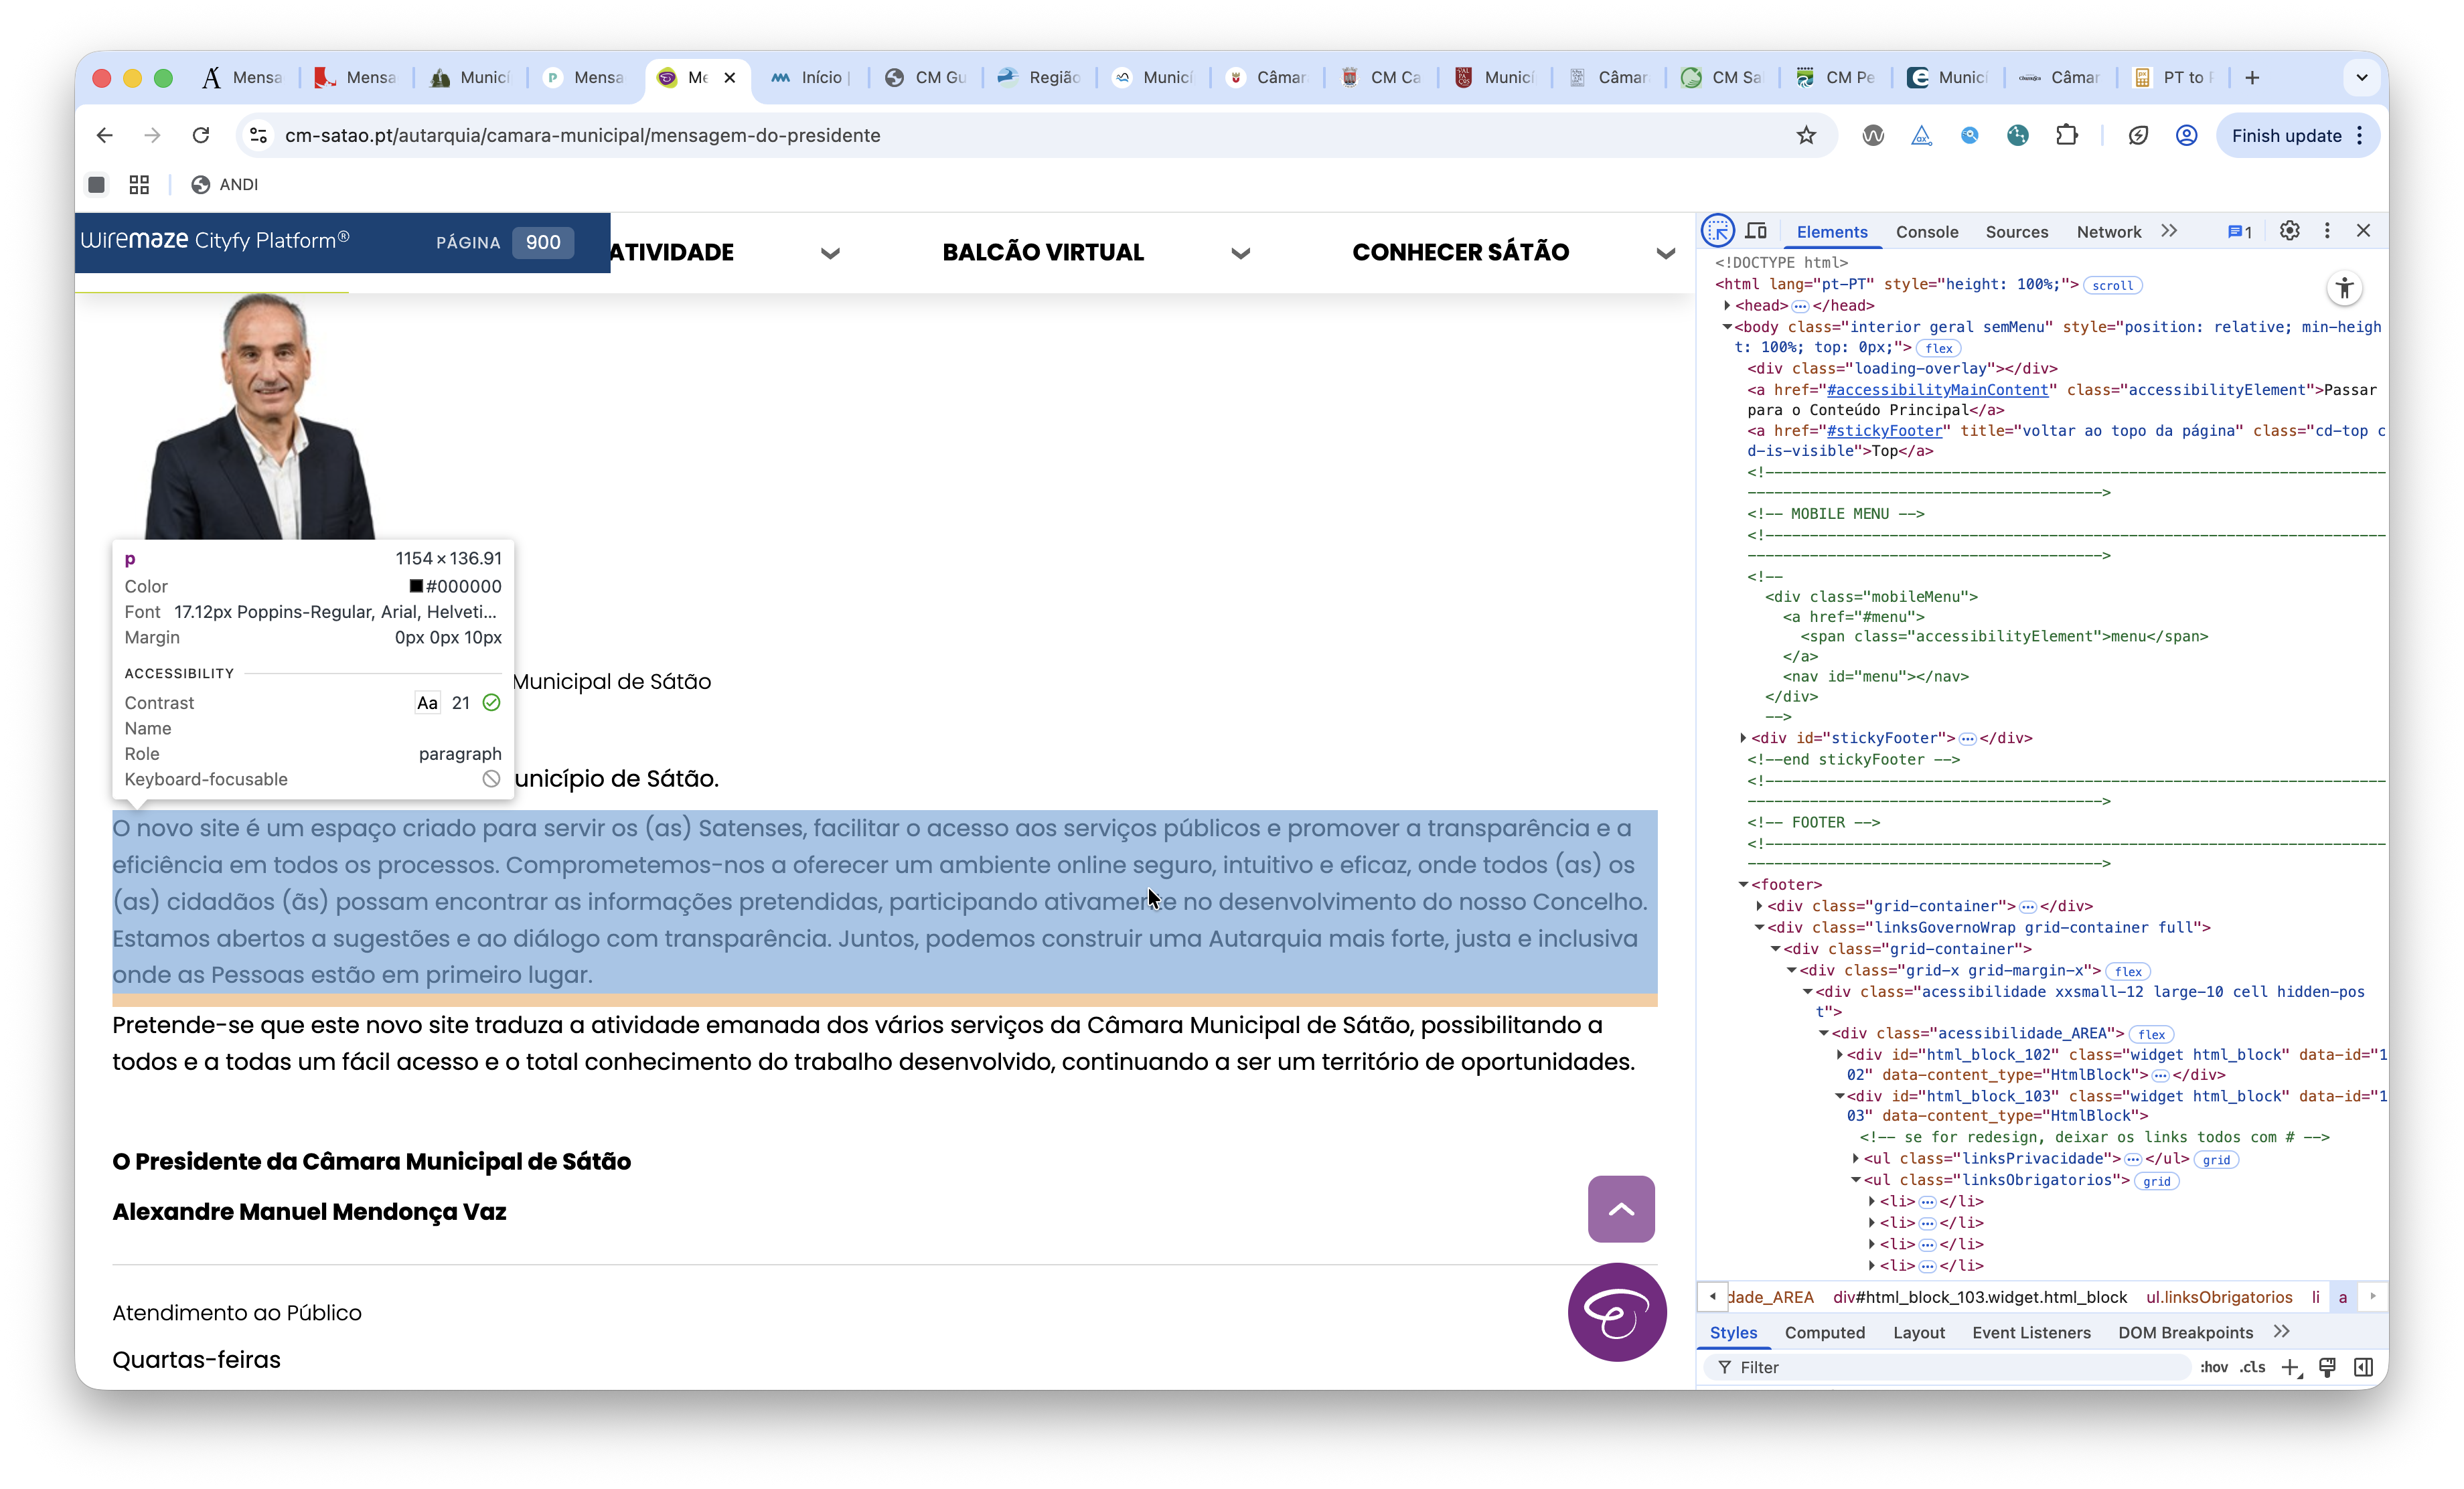 Mensa
Mensa
Municí
Mensa
Me
Início |
CM Gu
Região
Municí
Câmar
CM Ca
Municí
Câmar
CM Sa
CM Pe
Municí
Câmar
PT to F
cm-satao.pt/autarquia/camara-municipal/mensagem-do-presidente
Finish update
ANDI
wiremaze Cityfy Platform®
PÁGINA 900
ATIVIDADE
BALCÃO VIRTUAL
CONHECER SÁTÃO
p 1154 × 136.91
Color #000000
Font 17.12px Poppins-Regular, Arial, Helveti...
Margin 0px 0px 10px
ACCESSIBILITY
Contrast Aa 21
Name
Role paragraph
Keyboard-focusable
Municipal de Sátão
unicípio de Sátão.
O novo site é um espaço criado para servir os (as) Satenses, facilitar o acesso aos serviços públicos e promover a transparência e a
eficiência em todos os processos. Comprometemos-nos a oferecer um ambiente online seguro, intuitivo e eficaz, onde todos (as) os
(as) cidadãos (ãs) possam encontrar as informações pretendidas, participando ativamente no desenvolvimento do nosso Concelho.
Estamos abertos a sugestões e ao diálogo com transparência. Juntos, podemos construir uma Autarquia mais forte, justa e inclusiva
onde as Pessoas estão em primeiro lugar.
Pretende-se que este novo site traduza a atividade emanada dos vários serviços da Câmara Municipal de Sátão, possibilitando a
todos e a todas um fácil acesso e o total conhecimento do trabalho desenvolvido, continuando a ser um território de oportunidades.
O Presidente da Câmara Municipal de Sátão
Alexandre Manuel Mendonça Vaz
Atendimento ao Público
Quartas-feiras
Elements Console Sources Network 1
<!DOCTYPE html>
<html lang="pt-PT" style="height: 100%;"> scroll
<head> </head>
<body class="interior geral semMenu" style="position: relative; min-heigh
t: 100%; top: 0px;"> flex
<div class="loading-overlay"></div>
<a href="#accessibilityMainContent" class="accessibilityElement">Passar
para o Conteúdo Principal</a>
<a href="#stickyFooter" title="voltar ao topo da página" class="cd-top c
d-is-visible">Top</a>
<!-----------------------------------------------------------------------
---------------------------------------->
<!-- MOBILE MENU -->
<!-----------------------------------------------------------------------
---------------------------------------->
<!--
<div class="mobileMenu">
<a href="#menu">
<span class="accessibilityElement">menu</span>
</a>
<nav id="menu"></nav>
</div>
-->
<div id="stickyFooter"> </div>
<!--end stickyFooter -->
<!-----------------------------------------------------------------------
---------------------------------------->
<!-- FOOTER -->
<!-----------------------------------------------------------------------
---------------------------------------->
<footer>
<div class="grid-container"> </div>
<div class="linksGovernoWrap grid-container full">
<div class="grid-container">
<div class="grid-x grid-margin-x"> flex
<div class="acessibilidade xxsmall-12 large-10 cell hidden-pos
t">
<div class="acessibilidade_AREA"> flex
<div id="html_block_102" class="widget html_block" data-id="1
02" data-content_type="HtmlBlock"> </div>
<div id="html_block_103" class="widget html_block" data-id="1
03" data-content_type="HtmlBlock">
<!-- se for redesign, deixar os links todos com # -->
<ul class="linksPrivacidade"> </ul> grid
<ul class="linksObrigatorios"> grid
<li> </li>
<li> </li>
<li> </li>
<li> </li>
dade_AREA div#html_block_103.widget.html_block ul.linksObrigatorios li a
Styles Computed Layout Event Listeners DOM Breakpoints
Filter :hov .cls